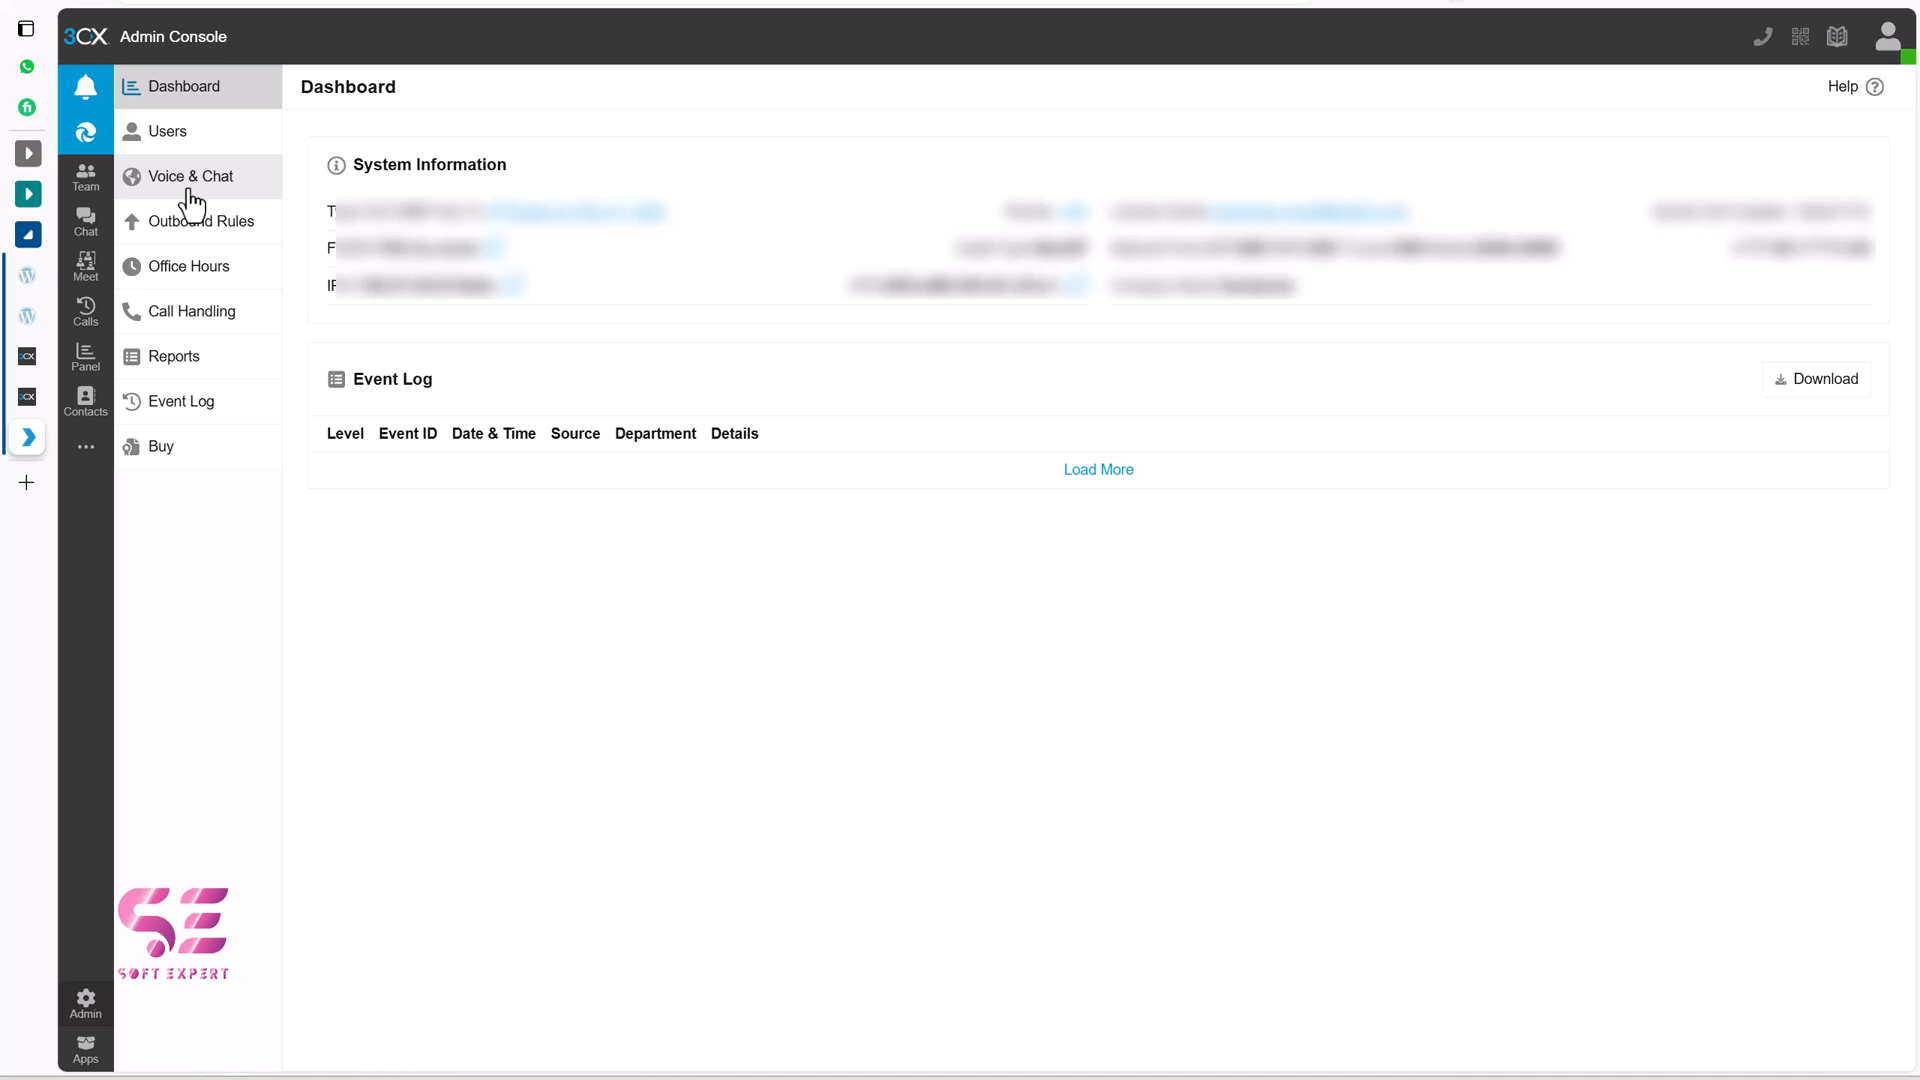 3CX Admin Console
Dashboard
Users
Voice & Chat
Outbound Rules
Office Hours
Call Handling
Reports
Event Log
Buy
Team
Chat
Meet
Calls
Panel
Contacts
Admin
Apps
SOFT EXPERT
Dashboard
Help
System Information
Event Log
Download
Level Event ID Date & Time Source Department Details
Load More